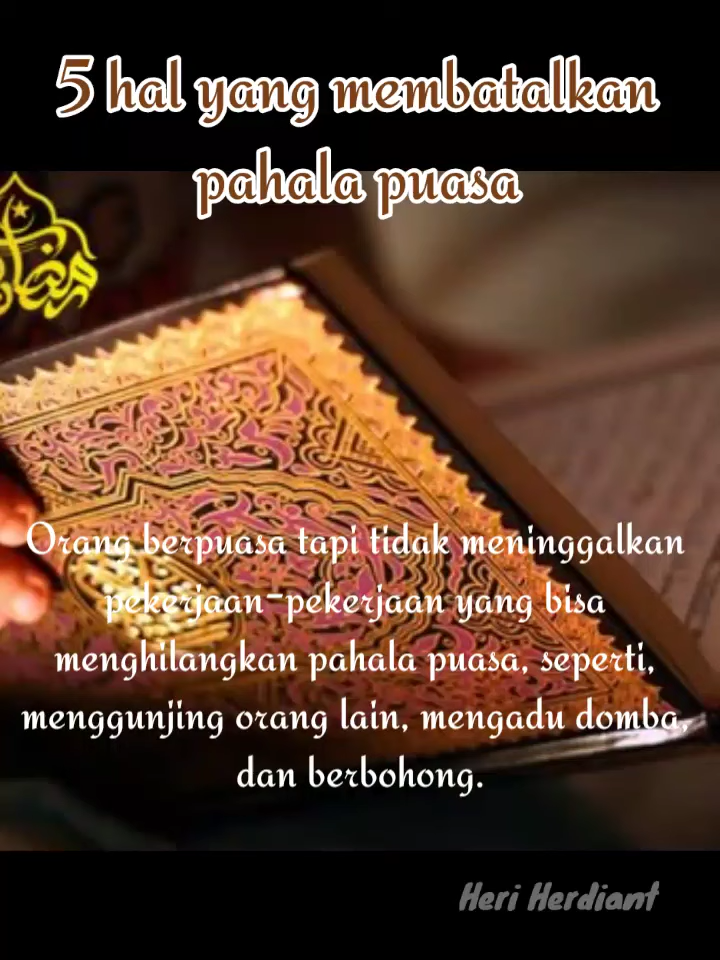 5 hal yang membatalkan
pahala puasa
Orang berpuasa tapi tidak meninggalkan
pekerjaan-pekerjaan yang bisa
menghilangkan pahala puasa, seperti,
menggunjing orang lain, mengadu domba,
dan berbohong.
Heri Herdiant